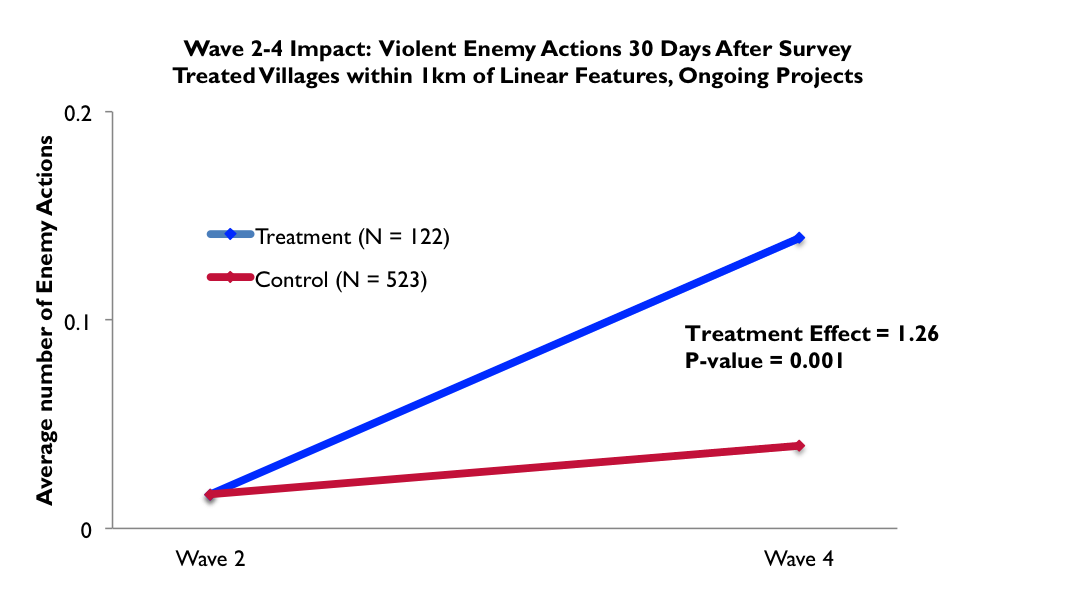 Wave 2-4 Impact: Violent Enemy Actions 30 Days After Survey
Treated Villages within 1km of Linear Features, Ongoing Projects
Average number of Enemy Actions
0.2
0.1
0
Treatment (N = 122)
Control (N = 523)
Treatment Effect = 1.26
P-value = 0.001
Wave 2
Wave 4